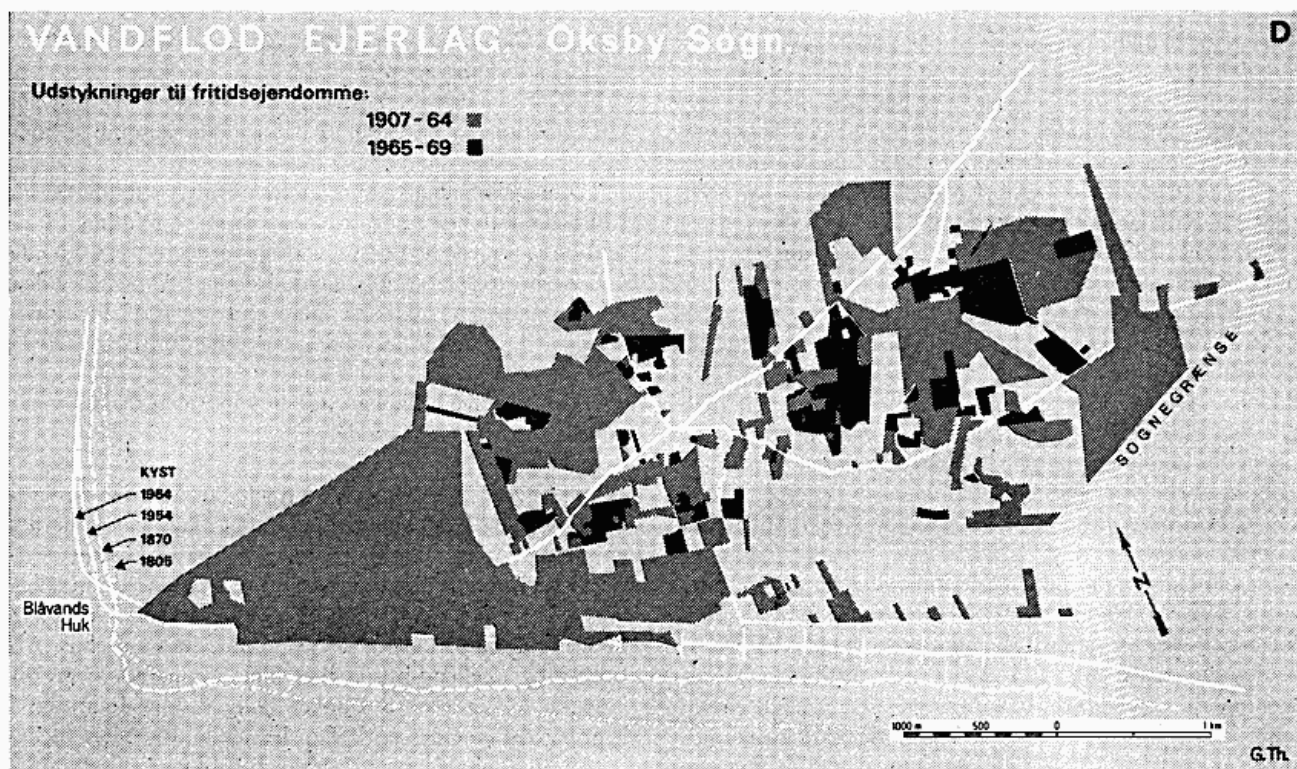 VANDFLOD EJERLAG, Oksby Sogn.
D
Udstykninger til fritidsejendomme:
1907-64
1965-69
KYST
1964
1954
1870
1805
Blåvands
Huk
SOGNEGRÆNSE
N
1000 m 500 0 1 km
G.Th.